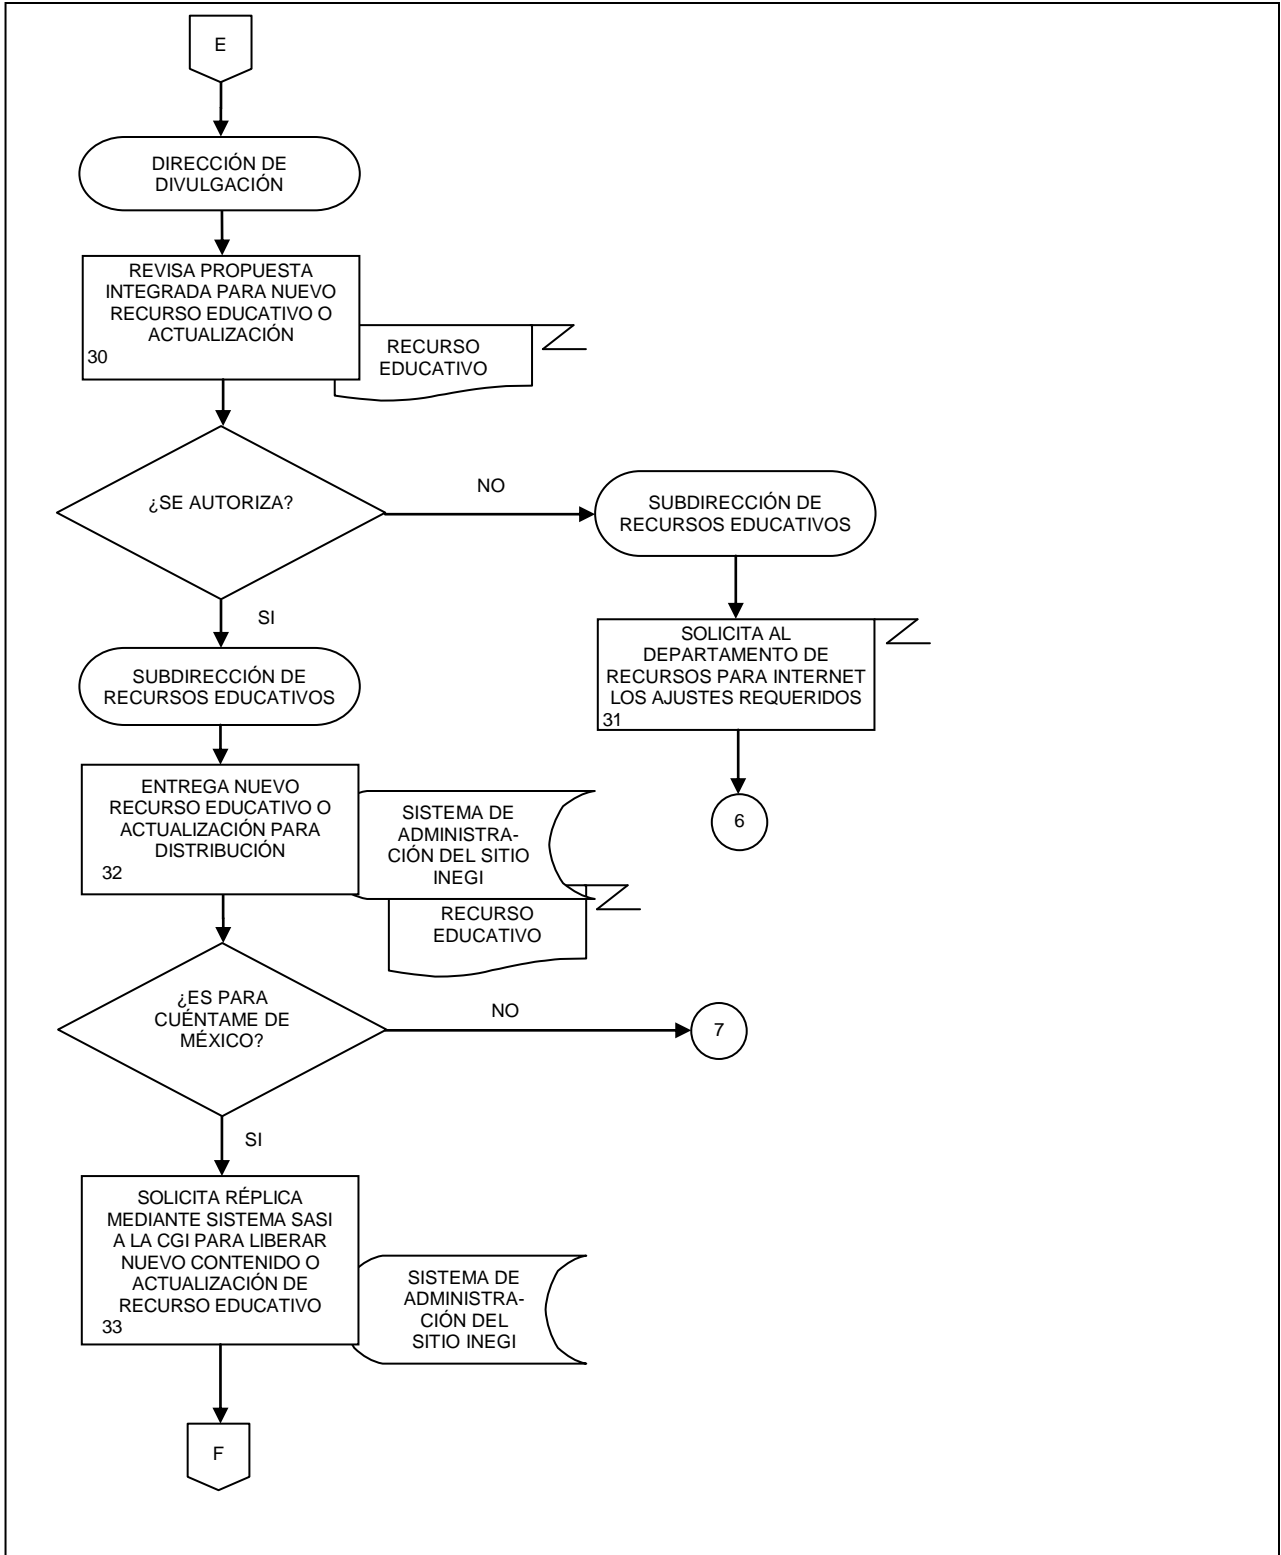 E
DIRECCIÓN DE
DIVULGACIÓN
REVISA PROPUESTA
INTEGRADA PARA NUEVO
RECURSO EDUCATIVO O
ACTUALIZACIÓN
30
RECURSO
EDUCATIVO
¿SE AUTORIZA?
NO
SUBDIRECCIÓN DE
RECURSOS EDUCATIVOS
SOLICITA AL
DEPARTAMENTO DE
RECURSOS PARA INTERNET
LOS AJUSTES REQUERIDOS
31
6
SI
SUBDIRECCIÓN DE
RECURSOS EDUCATIVOS
ENTREGA NUEVO
RECURSO EDUCATIVO O
ACTUALIZACIÓN PARA
DISTRIBUCIÓN
32
SISTEMA DE
ADMINISTRA-
CIÓN DEL SITIO
INEGI
RECURSO
EDUCATIVO
¿ES PARA
CUÉNTAME DE
MÉXICO?
NO
7
SI
SOLICITA RÉPLICA
MEDIANTE SISTEMA SASI
A LA CGI PARA LIBERAR
NUEVO CONTENIDO O
ACTUALIZACIÓN DE
RECURSO EDUCATIVO
33
SISTEMA DE
ADMINISTRA-
CIÓN DEL
SITIO INEGI
F